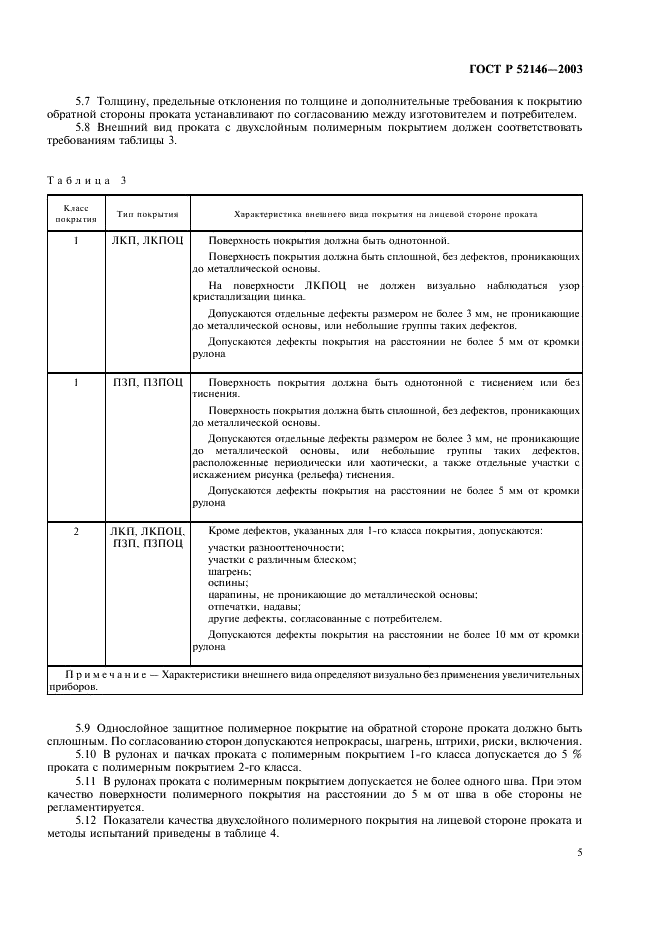 ГОСТ Р 52146—2003
5.7 Толщину, предельные отклонения по толщине и дополнительные требования к покрытию
обратной стороны проката устанавливают по согласованию между изготовителем и потребителем.
5.8 Внешний вид проката с двухслойным полимерным покрытием должен соответствовать
требованиям таблицы 3.
Таблица 3
Класс
покрытия
Тип покрытия
Характеристика внешнего вида покрытия на лицевой стороне проката
1
ЛКП, ЛКПОЦ
Поверхность покрытия должна быть однотонной.
Поверхность покрытия должна быть сплошной, без дефектов, проникающих
до металлической основы.
На поверхности ЛКПОЦ не должен визуально наблюдаться узор
кристаллизации цинка.
Допускаются отдельные дефекты размером не более 3 мм, не проникающие
до металлической основы, или небольшие группы таких дефектов.
Допускаются дефекты покрытия на расстоянии не более 5 мм от кромки
рулона
1
ПЗП, ПЗПОЦ
Поверхность покрытия должна быть однотонной с тиснением или без
тиснения.
Поверхность покрытия должна быть сплошной, без дефектов, проникающих
до металлической основы.
Допускаются отдельные дефекты размером не более 3 мм, не проникающие
до металлической основы, или небольшие группы таких дефектов,
расположенные периодически или хаотически, а также отдельные участки с
искажением рисунка (рельефа) тиснения.
Допускаются дефекты покрытия на расстоянии не более 5 мм от кромки
рулона
2
ЛКП, ЛКПОЦ,
ПЗП, ПЗПОЦ
Кроме дефектов, указанных для 1-го класса покрытия, допускаются:
участки разнооттеночности;
участки с различным блеском;
шагрень;
оспины;
царапины, не проникающие до металлической основы;
отпечатки, надавы;
другие дефекты, согласованные с потребителем.
Допускаются дефекты покрытия на расстоянии не более 10 мм от кромки
рулона
Примечание — Характеристики внешнего вида определяют визуально без применения увеличительных
приборов.
5.9 Однослойное защитное полимерное покрытие на обратной стороне проката должно быть
сплошным. По согласованию сторон допускаются непрокрасы, шагрень, штрихи, риски, включения.
5.10 В рулонах и пачках проката с полимерным покрытием 1-го класса допускается до 5 %
проката с полимерным покрытием 2-го класса.
5.11 В рулонах проката с полимерным покрытием допускается не более одного шва. При этом
качество поверхности полимерного покрытия на расстоянии до 5 м от шва в обе стороны не
регламентируется.
5.12 Показатели качества двухслойного полимерного покрытия на лицевой стороне проката и
методы испытаний приведены в таблице 4.
5